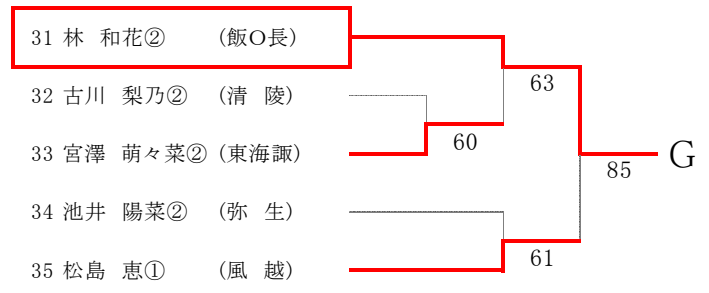 31 林 和花② (飯O長)
63
32 古川 梨乃② (清 陵)
60
33 宮澤 萌々菜② (東海諏)
85
G
34 池井 陽菜② (弥 生)
61
35 松島 恵① (風 越)